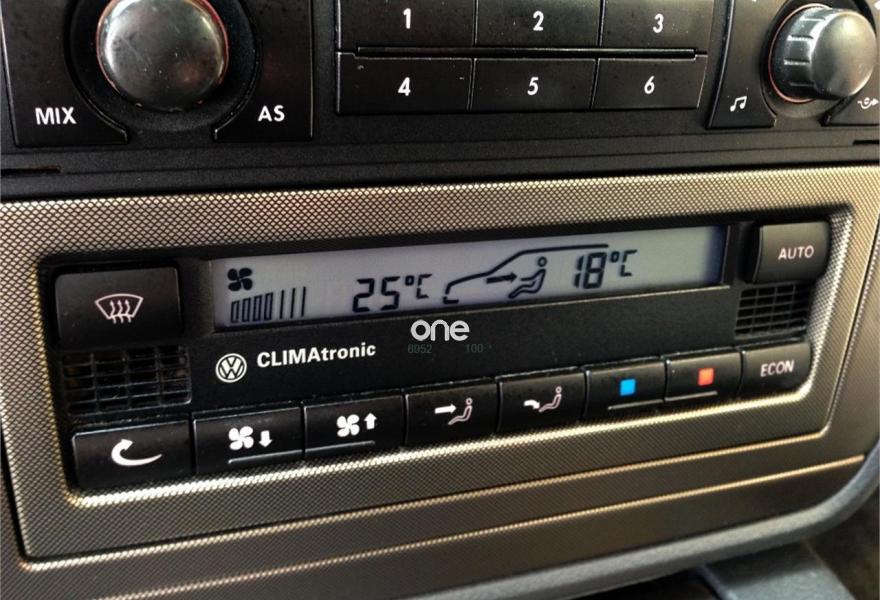 1 2 3
4 5 6
MIX AS
AUTO
25°C 18°C
one
6952 100
CLIMAtronic
ECON